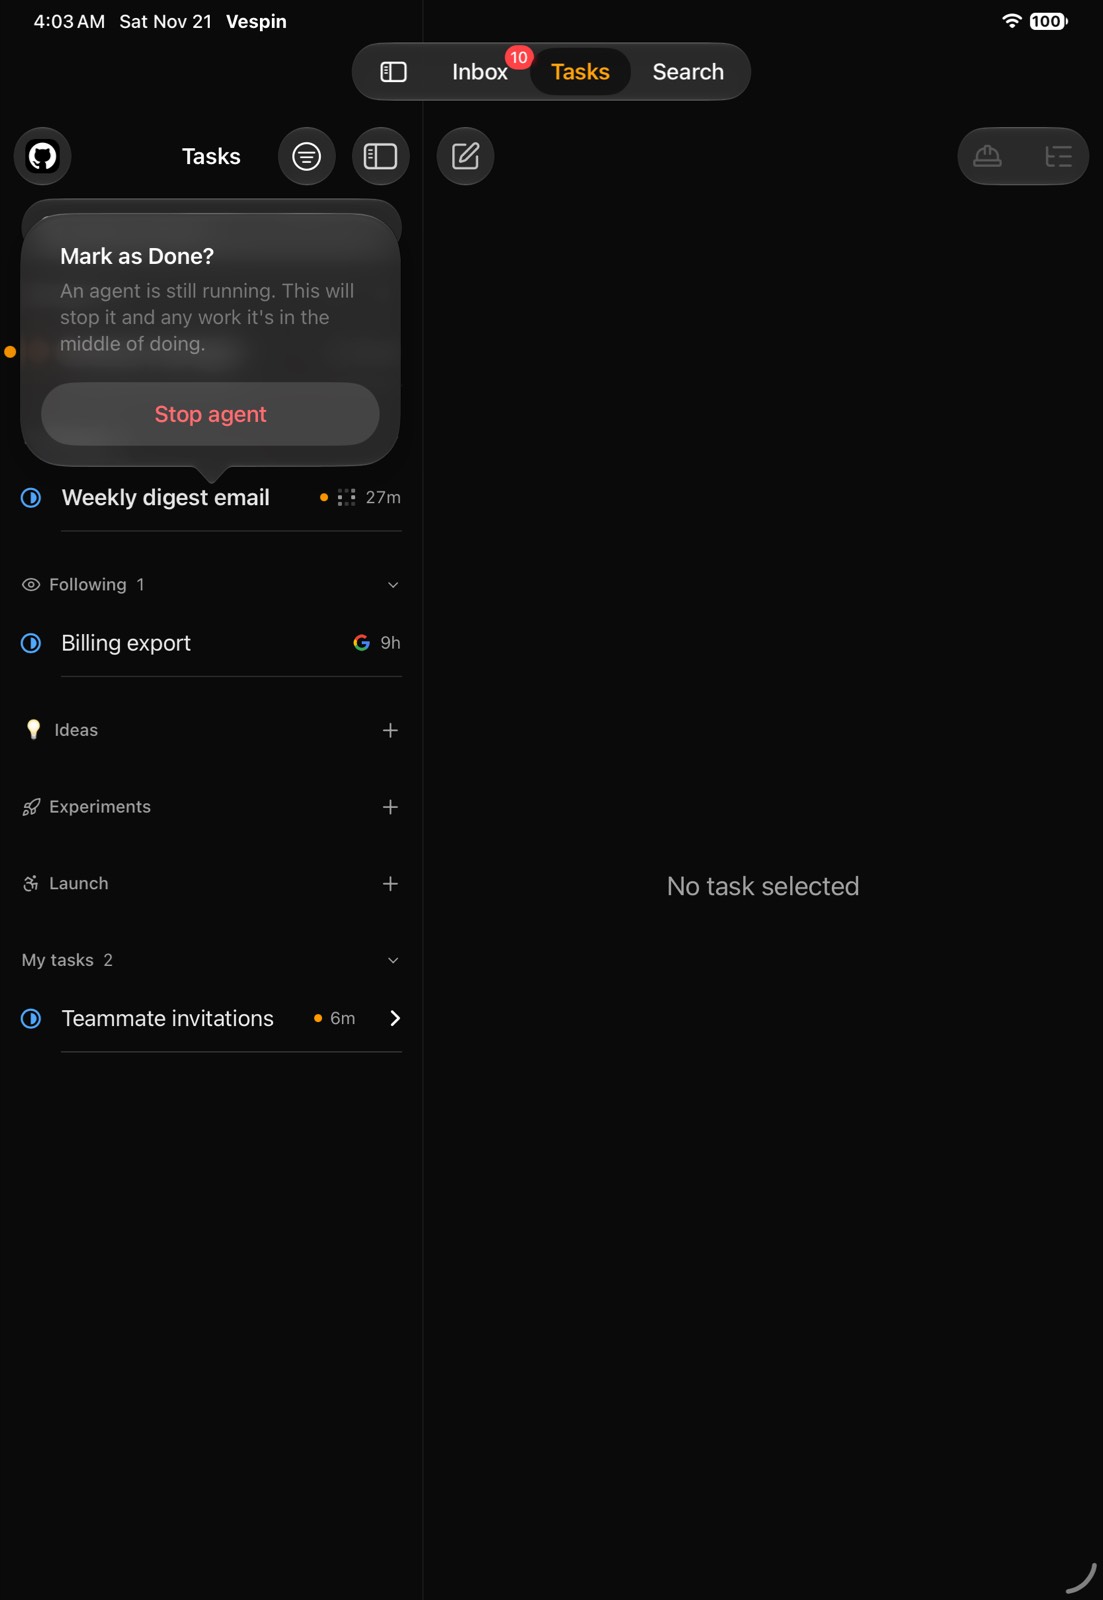 4:03 AM Sat Nov 21 Vespin
100
Inbox 10 Tasks Search
Tasks
Mark as Done?
An agent is still running. This will
stop it and any work it's in the
middle of doing.
Stop agent
Weekly digest email 27m
Following 1
Billing export 9h
Ideas
Experiments
Launch
My tasks 2
Teammate invitations 6m
No task selected